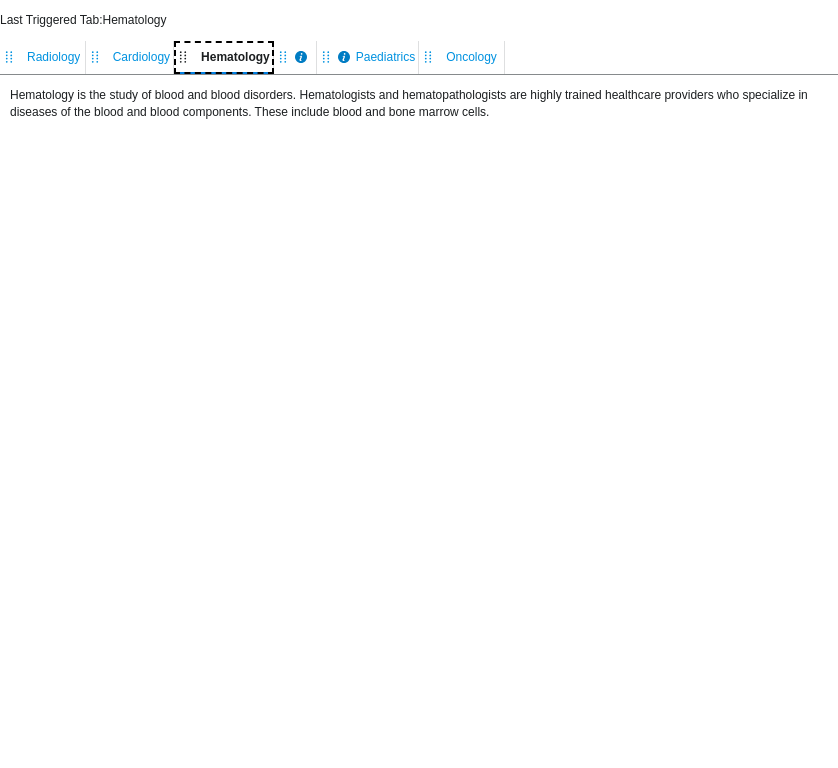 Last Triggered Tab:Hematology
Radiology Cardiology Hematology Paediatrics Oncology
Hematology is the study of blood and blood disorders. Hematologists and hematopathologists are highly trained healthcare providers who specialize in
diseases of the blood and blood components. These include blood and bone marrow cells.